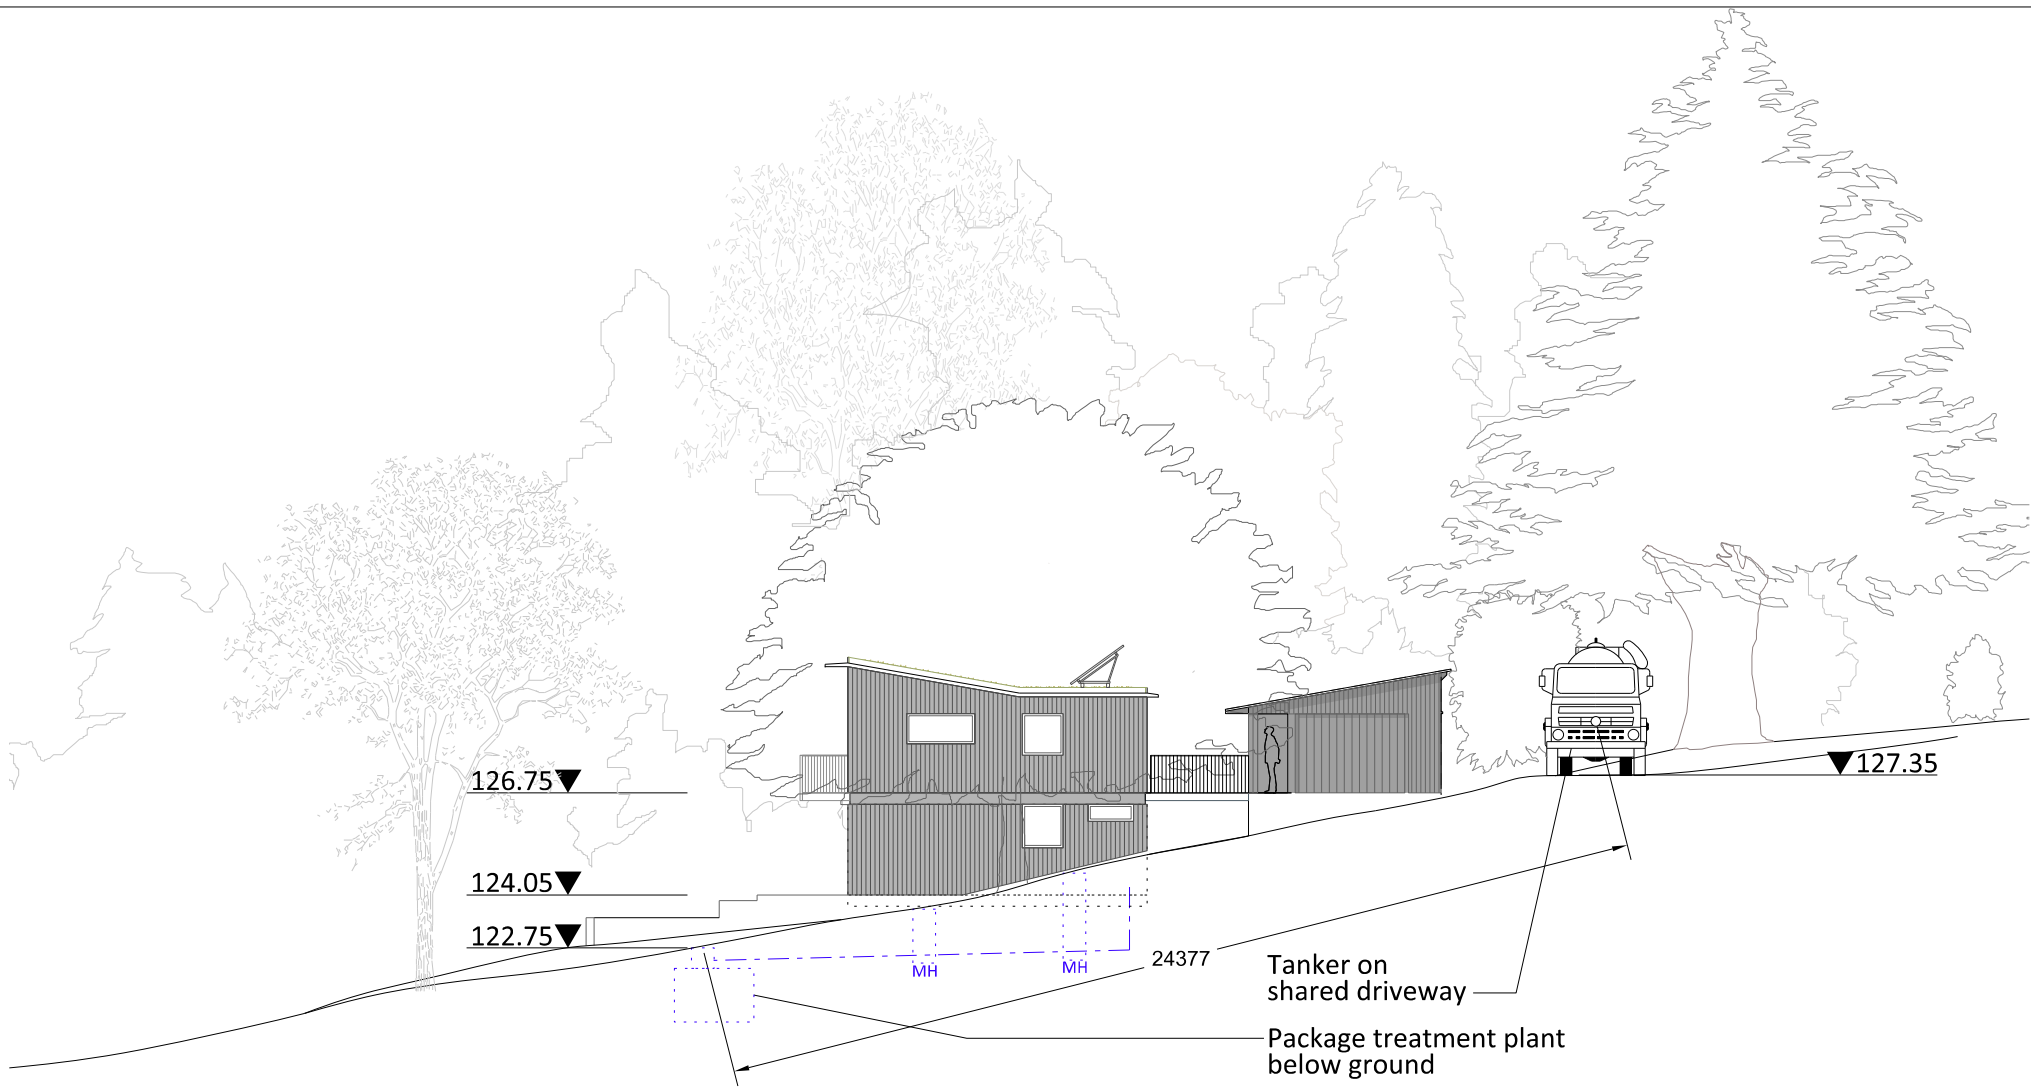 126.75
127.35
124.05
122.75
MH
MH
24377
Tanker on
shared driveway
Package treatment plant
below ground